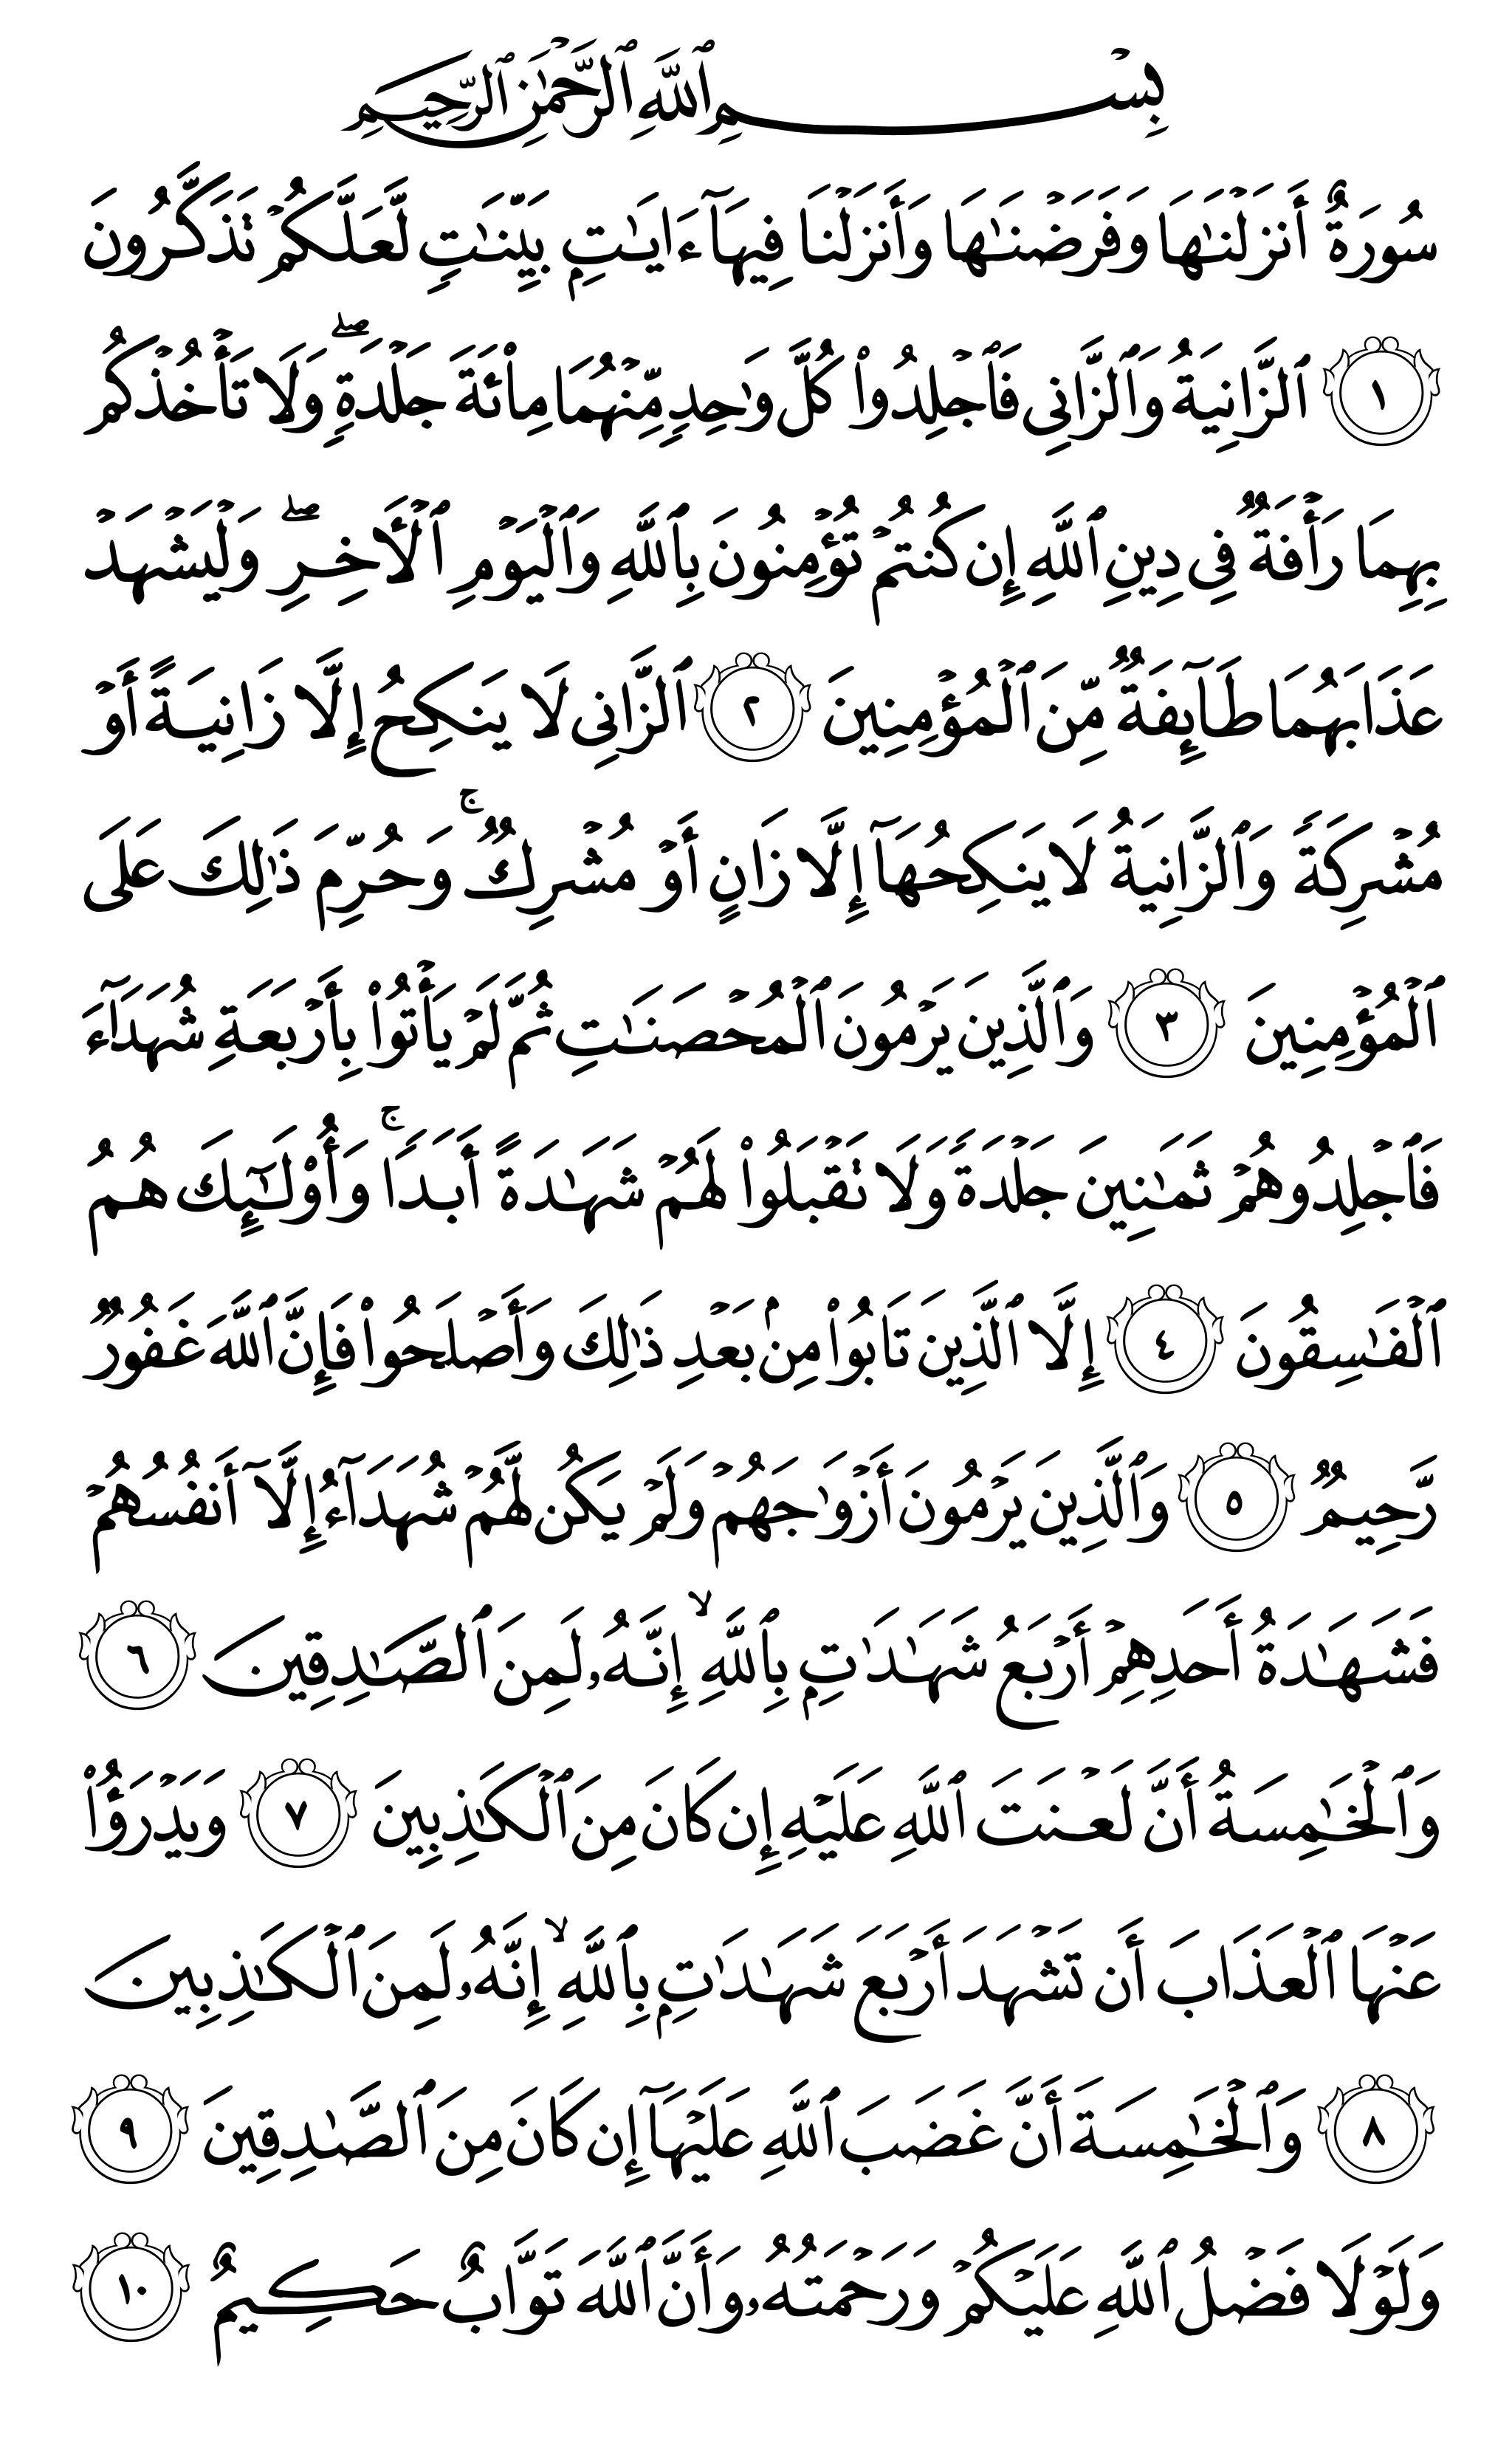 بِسْمِ ٱللَّهِ ٱلرَّحْمَٰنِ ٱلرَّحِيمِ
سُورَةٌ أَنزَلْنَٰهَا وَفَرَضْنَٰهَا وَأَنزَلْنَا فِيهَآ ءَايَٰتٍۭ بَيِّنَٰتٍ لَّعَلَّكُمْ تَذَكَّرُونَ
١ ٱلزَّانِيَةُ وَٱلزَّانِى فَٱجْلِدُوا۟ كُلَّ وَٰحِدٍ مِّنْهُمَا مِا۟ئَةَ جَلْدَةٍ ۖ وَلَا تَأْخُذْكُم
بِهِمَا رَأْفَةٌ فِى دِينِ ٱللَّهِ إِن كُنتُمْ تُؤْمِنُونَ بِٱللَّهِ وَٱلْيَوْمِ ٱلْأَخِرِ ۖ وَلْيَشْهَدْ
عَذَابَهُمَا طَآئِفَةٌ مِّنَ ٱلْمُؤْمِنِينَ ٢ ٱلزَّانِى لَا يَنكِحُ إِلَّا زَانِيَةً أَوْ
مُشْرِكَةً وَٱلزَّانِيَةُ لَا يَنكِحُهَآ إِلَّا زَانٍ أَوْ مُشْرِكٌ ۚ وَحُرِّمَ ذَٰلِكَ عَلَى
ٱلْمُؤْمِنِينَ ٣ وَٱلَّذِينَ يَرْمُونَ ٱلْمُحْصَنَٰتِ ثُمَّ لَمْ يَأْتُوا۟ بِأَرْبَعَةِ شُهَدَآءَ
فَٱجْلِدُوهُمْ ثَمَٰنِينَ جَلْدَةً وَلَا تَقْبَلُوا۟ لَهُمْ شَهَٰدَةً أَبَدًا ۚ وَأُو۟لَٰٓئِكَ هُمُ
ٱلْفَٰسِقُونَ ٤ إِلَّا ٱلَّذِينَ تَابُوا۟ مِنۢ بَعْدِ ذَٰلِكَ وَأَصْلَحُوا۟ فَإِنَّ ٱللَّهَ غَفُورٌ
رَّحِيمٌ ٥ وَٱلَّذِينَ يَرْمُونَ أَزْوَٰجَهُمْ وَلَمْ يَكُن لَّهُمْ شُهَدَآءُ إِلَّآ أَنفُسُهُمْ
فَشَهَٰدَةُ أَحَدِهِمْ أَرْبَعُ شَهَٰدَٰتٍۭ بِٱللَّهِ ۙ إِنَّهُۥ لَمِنَ ٱلصَّٰدِقِينَ ٦
وَٱلْخَٰمِسَةُ أَنَّ لَعْنَتَ ٱللَّهِ عَلَيْهِ إِن كَانَ مِنَ ٱلْكَٰذِبِينَ ٧ وَيَدْرَؤُا۟
عَنْهَا ٱلْعَذَابَ أَن تَشْهَدَ أَرْبَعَ شَهَٰدَٰتٍۭ بِٱللَّهِ ۙ إِنَّهُۥ لَمِنَ ٱلْكَٰذِبِينَ
٨ وَٱلْخَٰمِسَةَ أَنَّ غَضَبَ ٱللَّهِ عَلَيْهَآ إِن كَانَ مِنَ ٱلصَّٰدِقِينَ ٩
وَلَوْلَا فَضْلُ ٱللَّهِ عَلَيْكُمْ وَرَحْمَتُهُۥ وَأَنَّ ٱللَّهَ تَوَّابٌ حَكِيمٌ ١٠